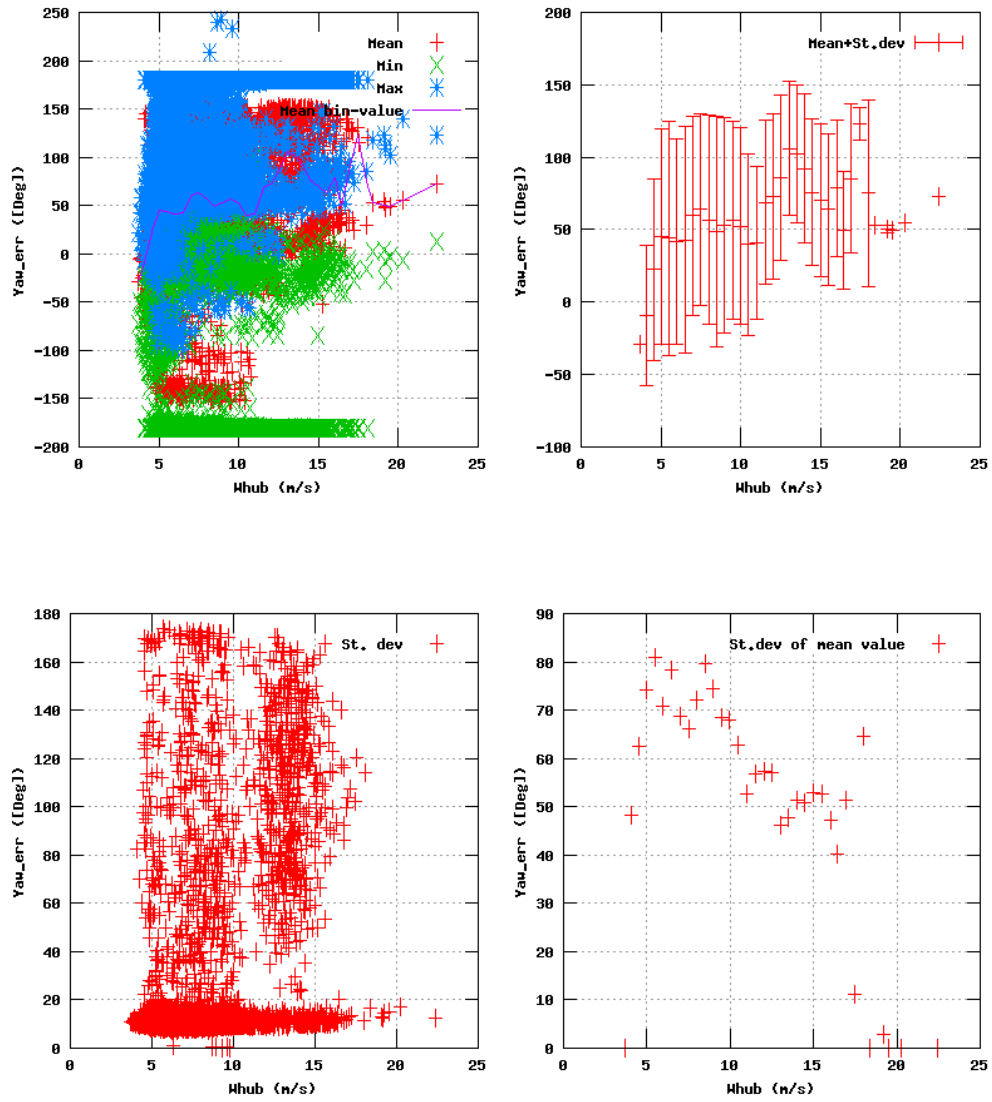 250
200
150
100
50
0
-50
-100
-150
-200
0 5 10 15 20 25
Whub (m/s)
Yaw_err ([Deg])
Mean
Min
Max
Mean bin-value
200
150
100
50
0
-50
-100
0 5 10 15 20 25
Whub (m/s)
Yaw_err ([Deg])
Mean+St.dev
180
160
140
120
100
80
60
40
20
0
0 5 10 15 20 25
Whub (m/s)
Yaw_err ([Deg])
St. dev
90
80
70
60
50
40
30
20
10
0
0 5 10 15 20 25
Whub (m/s)
Yaw_err ([Deg])
St.dev of mean value